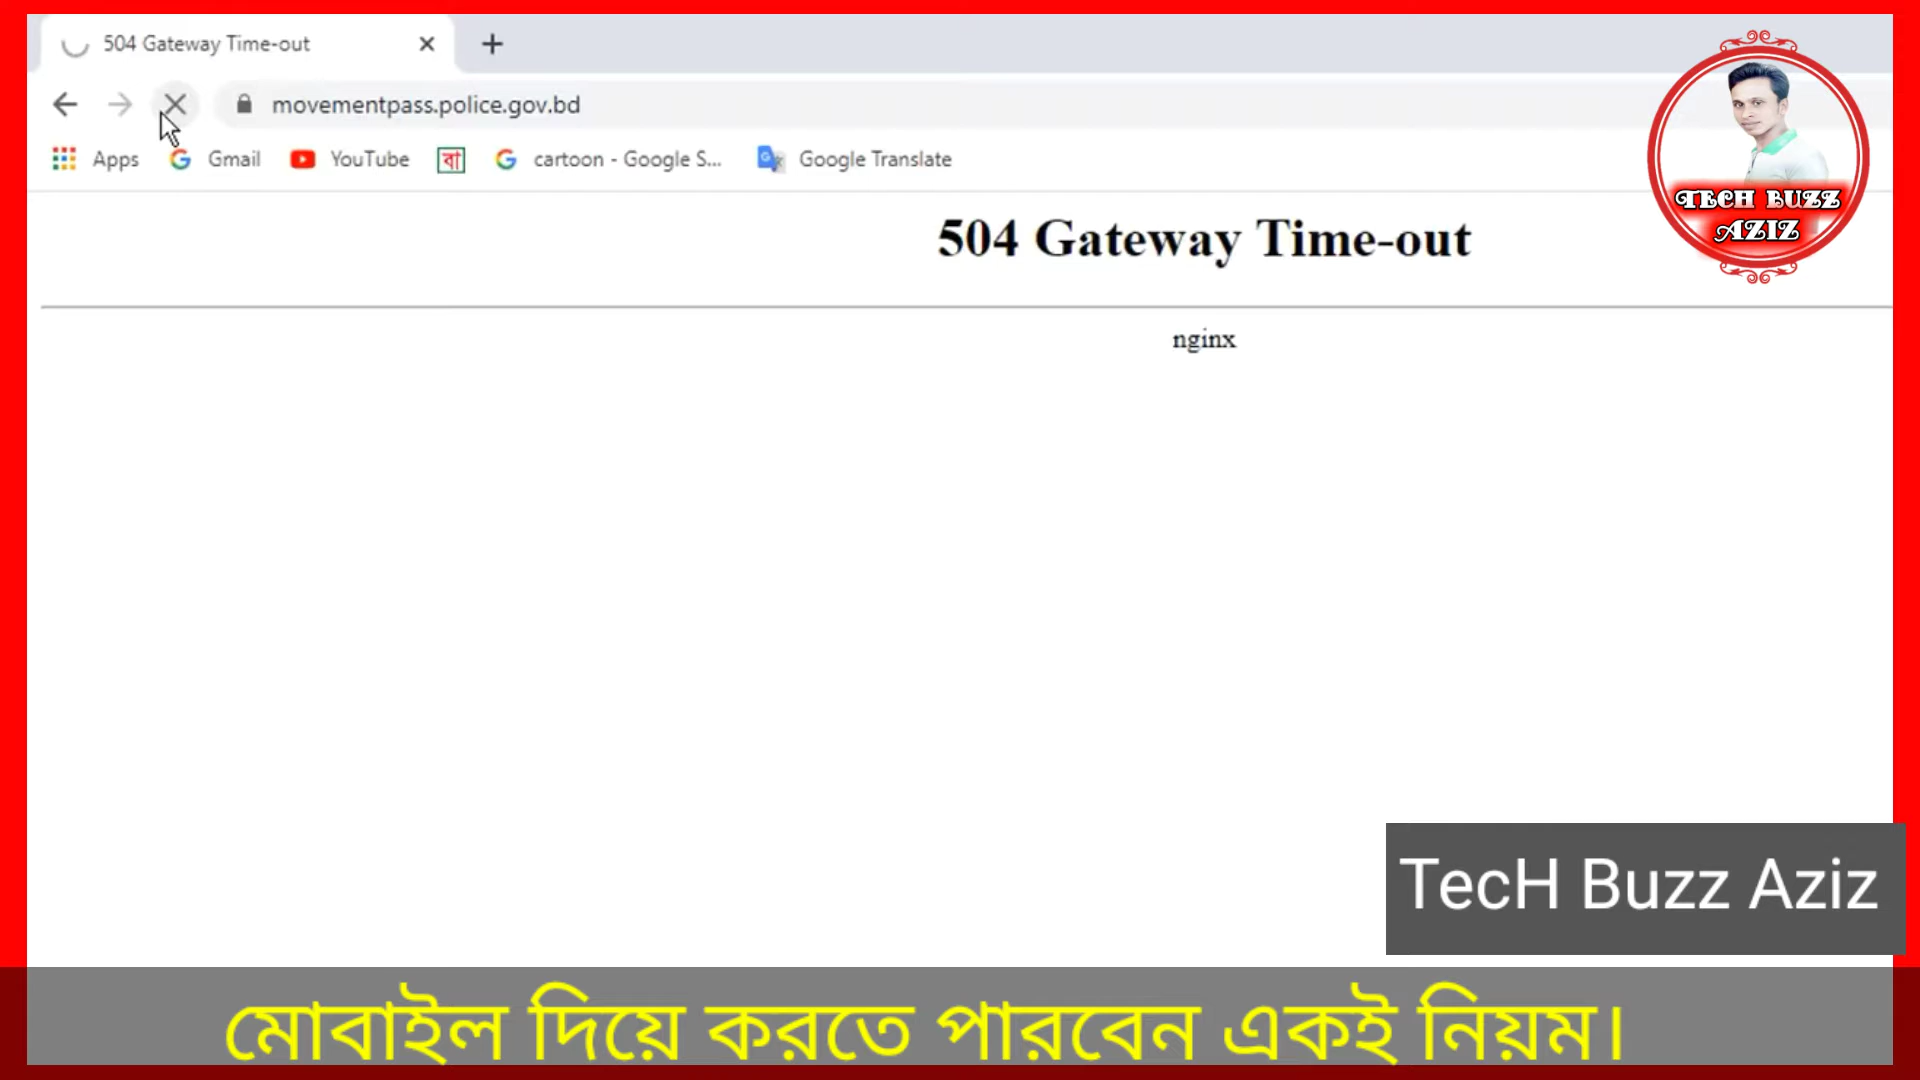 504 Gateway Time-out
movementpass.police.gov.bd
Apps Gmail YouTube বা cartoon - Google S... Google Translate
TECH BUZZ
AZIZ
504 Gateway Time-out
nginx
TecH Buzz Aziz
মোবাইল দিয়ে করতে পারবেন একই নিয়ম।